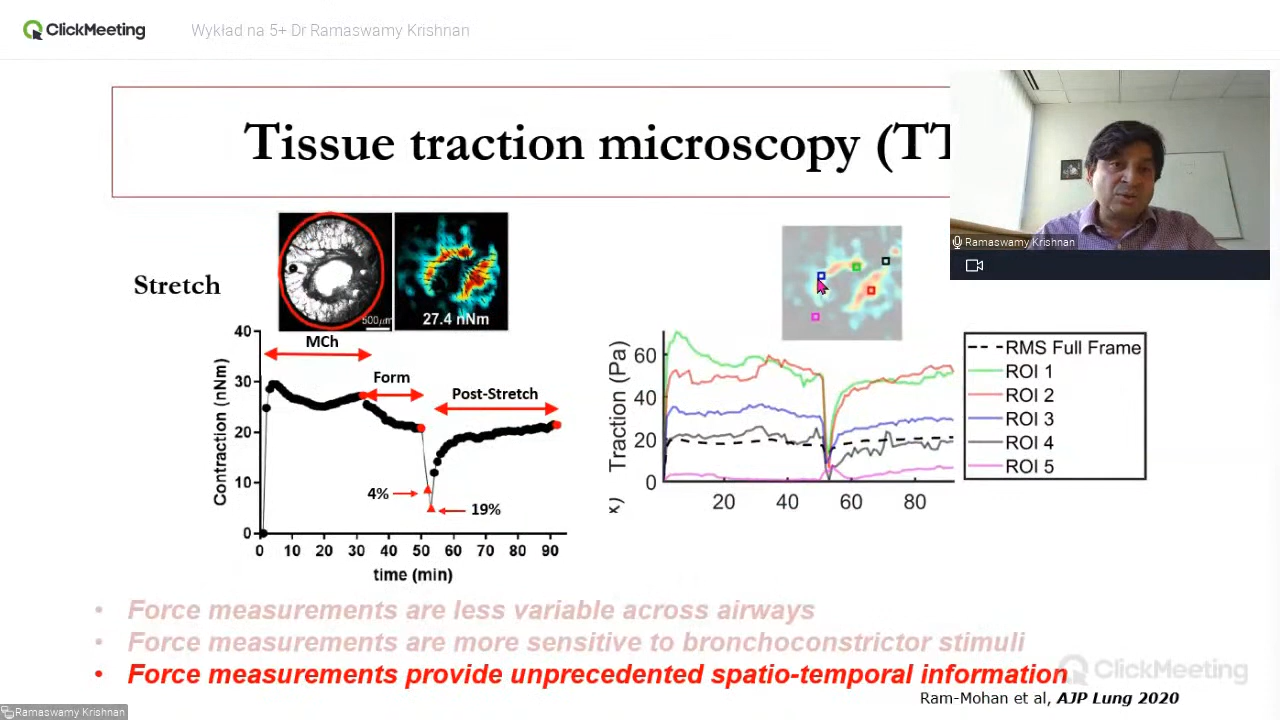 ClickMeeting
Wykład na 5+ Dr Ramaswamy Krishnan
Tissue traction microscopy (TT
Ramaswamy Krishnan
Stretch
500μm
27.4 nNm
MCh
Form
Post-Stretch
4%
19%
Contraction (nNm)
40
30
20
10
0
0 10 20 30 40 50 60 70 80 90
time (min)
Traction (Pa)
60
40
20
0
20 40 60 80
x)
RMS Full Frame
ROI 1
ROI 2
ROI 3
ROI 4
ROI 5
• Force measurements are less variable across airways
• Force measurements are more sensitive to bronchoconstrictor stimuli
• Force measurements provide unprecedented spatio-temporal information
ClickMeeting
Ram-Mohan et al, AJP Lung 2020
Ramaswamy Krishnan